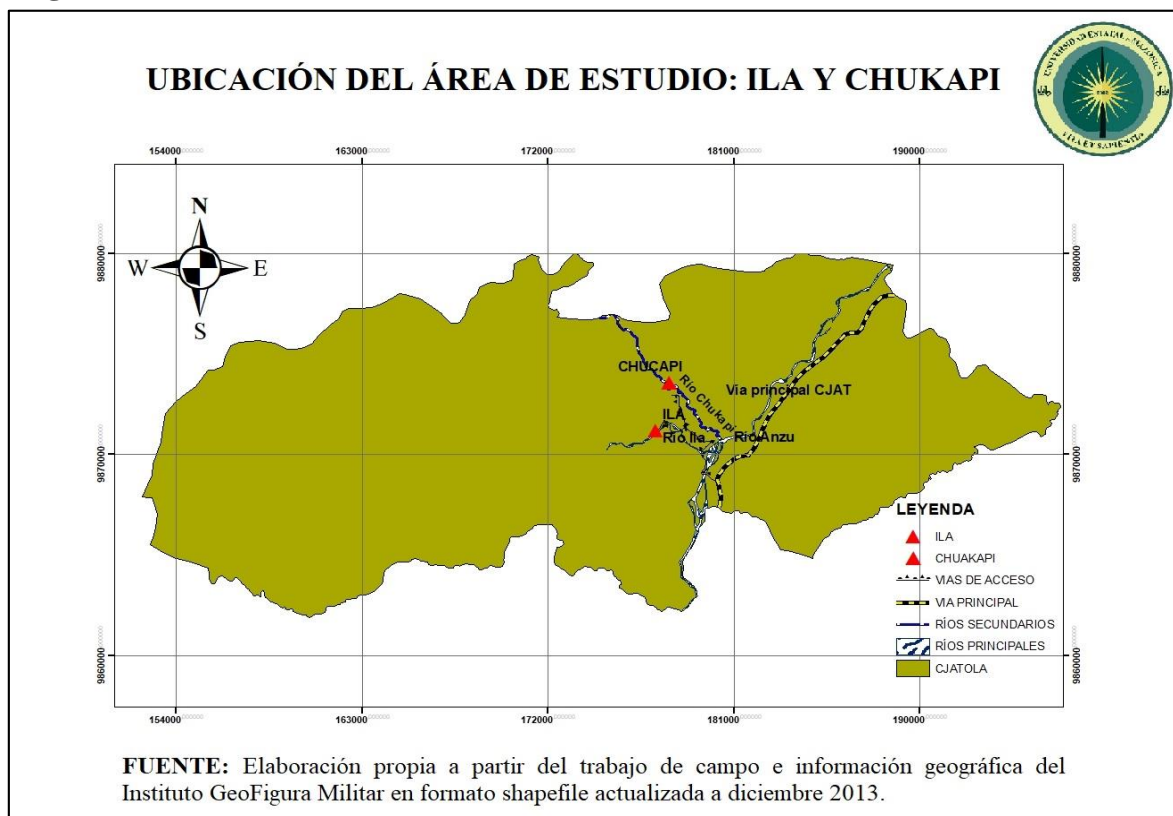 UBICACIÓN DEL ÁREA DE ESTUDIO: ILA Y CHUKAPI
154000
163000
172000
181000
190000
N
W
E
S
9880000
9880000
CHUCAPI
Río Chukapi
Via principal CJAT
ILA
Río Ila
Río Anzu
9870000
9870000
LEYENDA
ILA
CHUAKAPI
VIAS DE ACCESO
VIA PRINCIPAL
RÍOS SECUNDARIOS
RÍOS PRINCIPALES
CJATOLA
9860000
9860000
154000
163000
172000
181000
190000
FUENTE: Elaboración propia a partir del trabajo de campo e información geográfica del
Instituto GeoFigura Militar en formato shapefile actualizada a diciembre 2013.